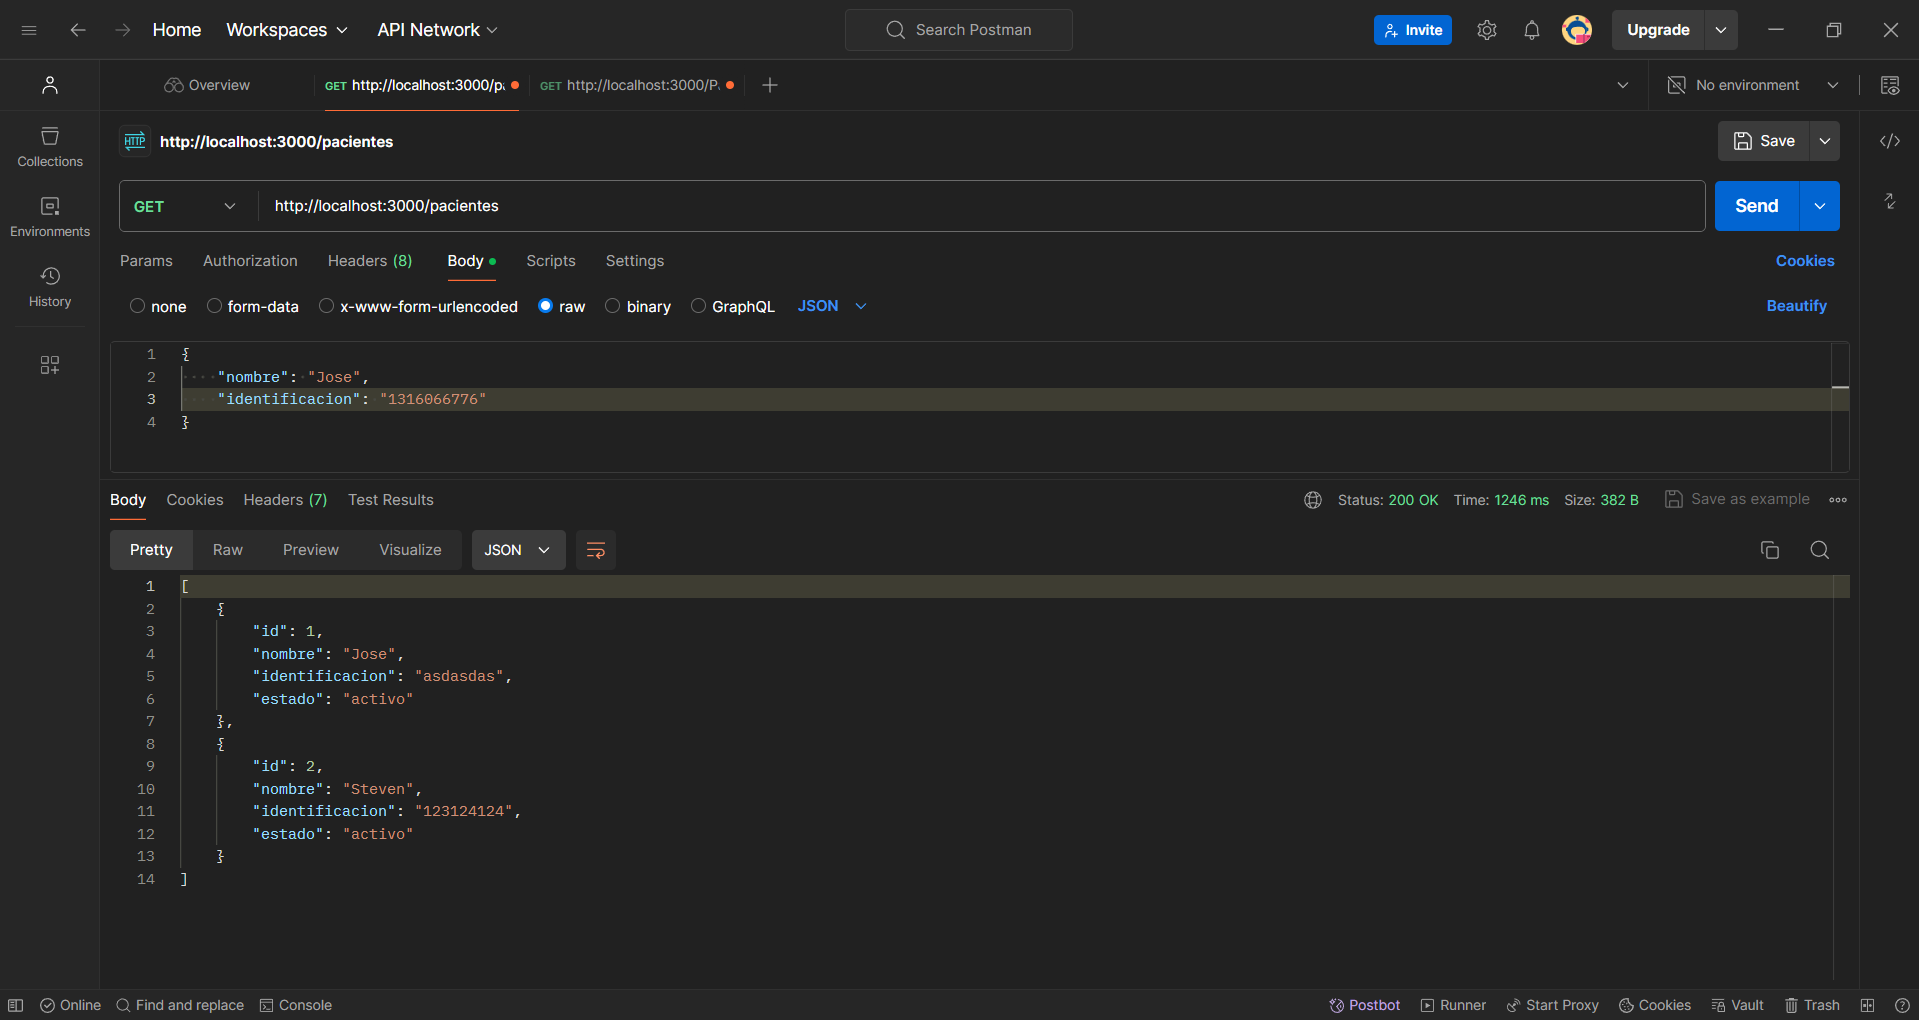 Home Workspaces API Network Search Postman Invite Upgrade
Overview GET http://localhost:3000/pa GET http://localhost:3000/P. No environment
HTTP http://localhost:3000/pacientes Save
Collections
GET http://localhost:3000/pacientes Send
Environments
Params Authorization Headers (8) Body Scripts Settings Cookies
History
none form-data x-www-form-urlencoded raw binary GraphQL JSON Beautify
1 {
2 "nombre": "Jose",
3 "identificacion": "1316066776"
4 }
Body Cookies Headers (7) Test Results Status: 200 OK Time: 1246 ms Size: 382 B Save as example
Pretty Raw Preview Visualize JSON
1 [
2 {
3 "id": 1,
4 "nombre": "Jose",
5 "identificacion": "asdasdas",
6 "estado": "activo"
7 },
8 {
9 "id": 2,
10 "nombre": "Steven",
11 "identificacion": "123124124",
12 "estado": "activo"
13 }
14 ]
Online Find and replace Console Postbot Runner Start Proxy Cookies Vault Trash